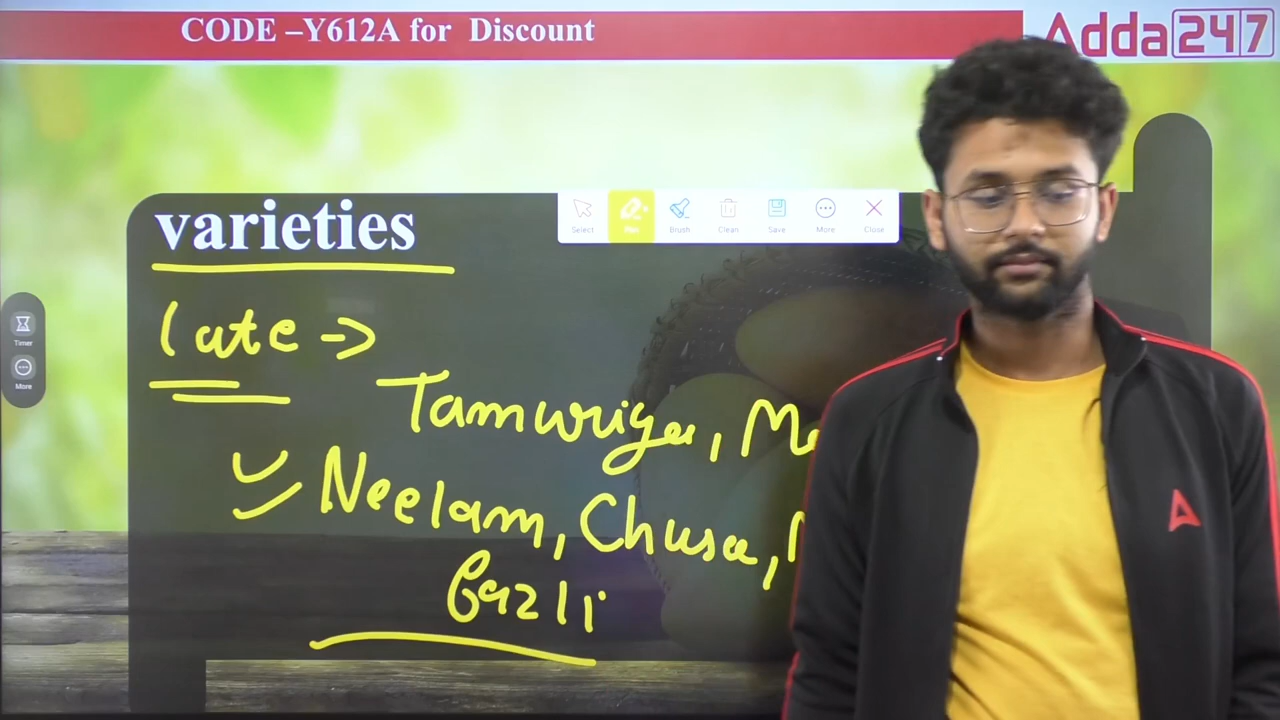 CODE –Y612A for Discount
Adda247
varieties
Select
Pen
Brush
Clean
Save
More
Close
late →
Timer
More
Tamwriya,
Neelam, Chusa,
fazli